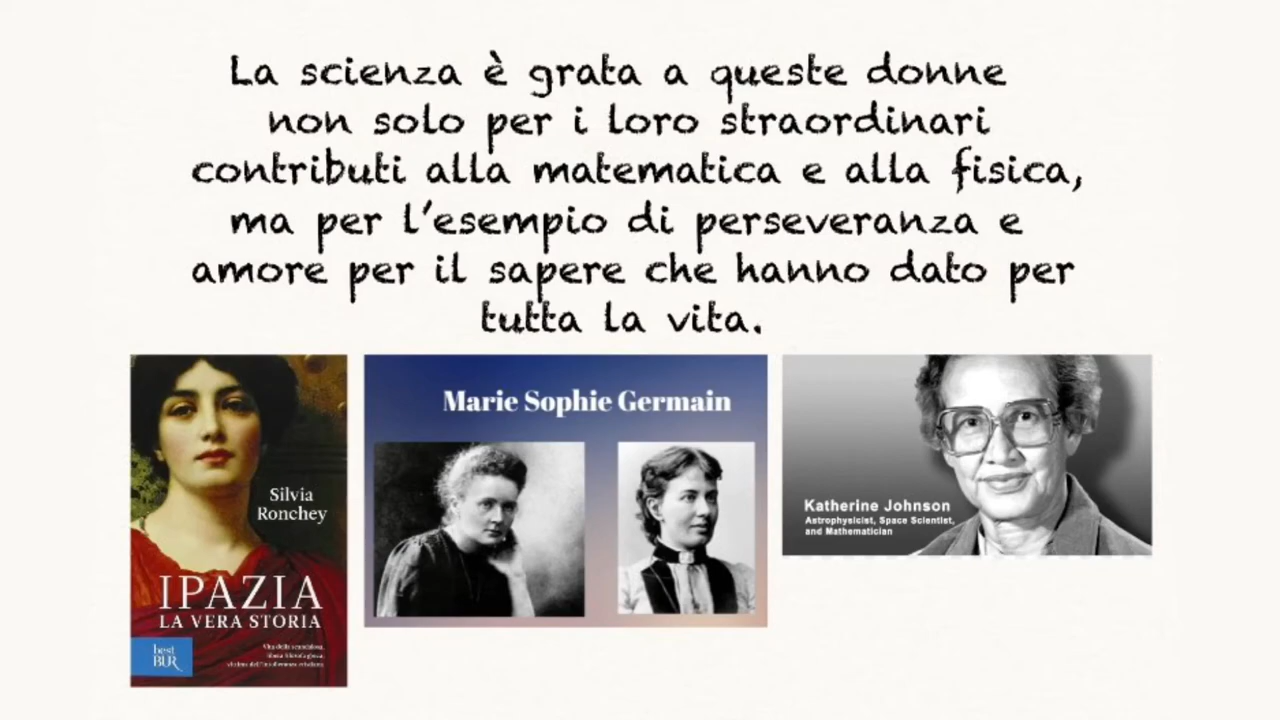 La scienza è grata a queste donne
non solo per i loro straordinari
contributi alla matematica e alla fisica,
ma per l'esempio di perseveranza e
amore per il sapere che hanno dato per
tutta la vita.
Silvia
Ronchey
IPAZIA
LA VERA STORIA
best
BUR
Marie Sophie Germain
Katherine Johnson
Astrophysicist, Space Scientist,
and Mathematician